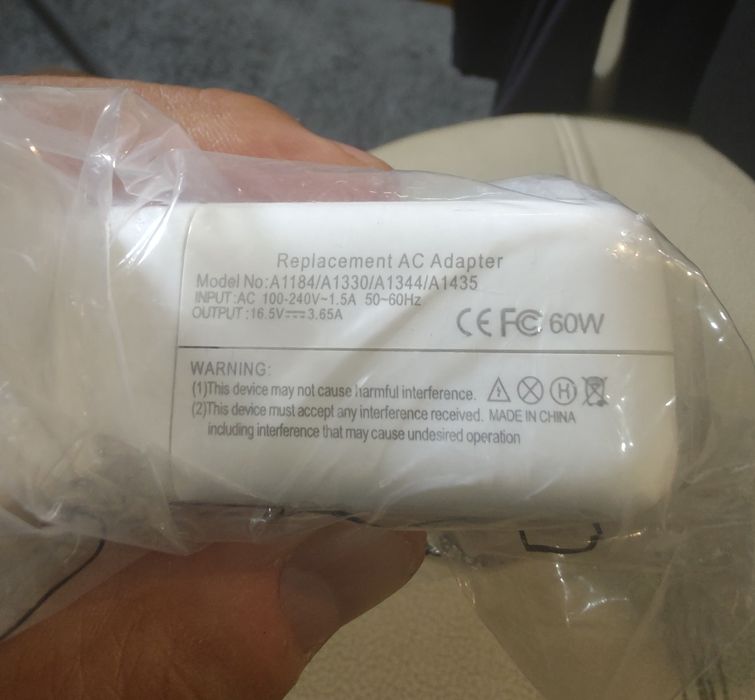 Replacement AC Adapter
Model No:A1184/A1330/A1344/A1435
INPUT:AC 100-240V~1.5A 50~60Hz
OUTPUT:16.5V⎓3.65A
CE FC 60W
WARNING:
(1)This device may not cause harmful interference.
(2)This device must accept any interference received. MADE IN CHINA
including interference that may cause undesired operation